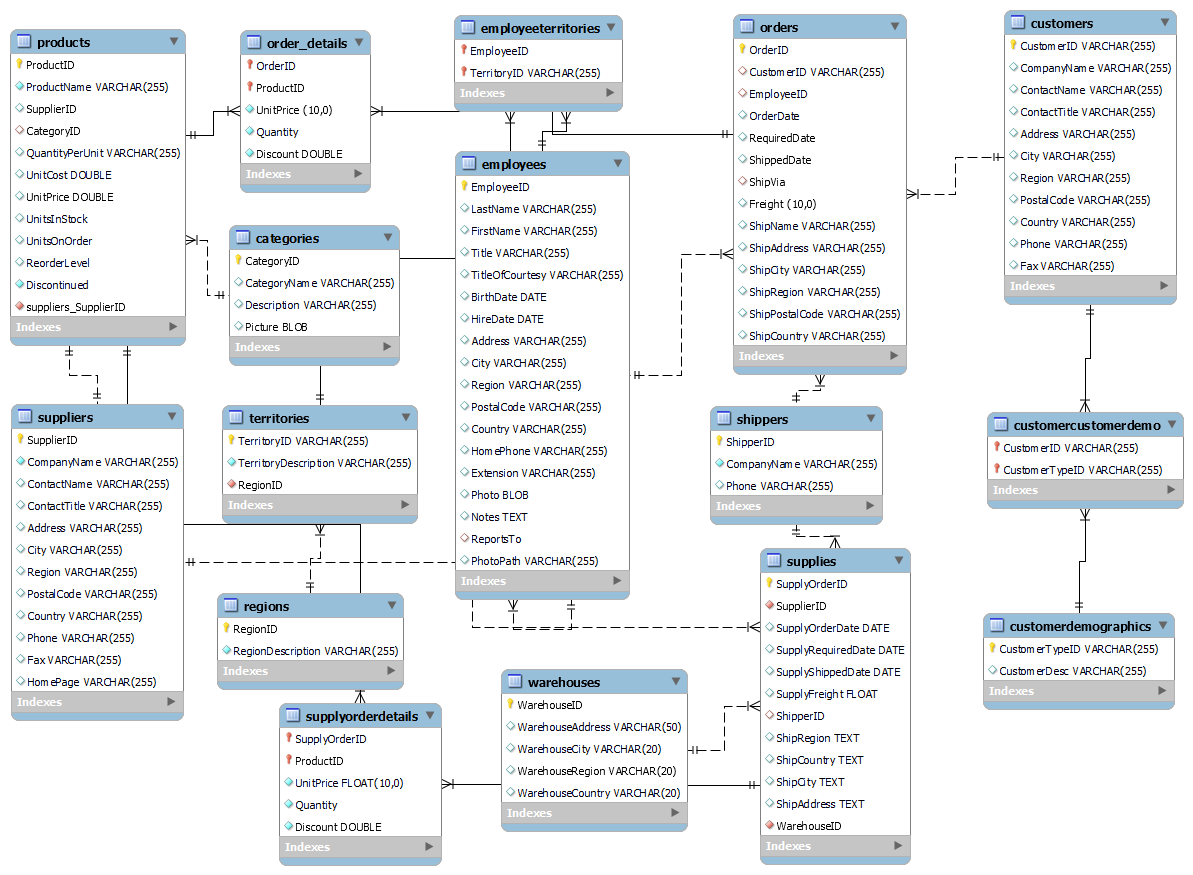 products
ProductID
ProductName VARCHAR(255)
SupplierID
CategoryID
QuantityPerUnit VARCHAR(255)
UnitCost DOUBLE
UnitPrice DOUBLE
UnitsInStock
UnitsOnOrder
ReorderLevel
Discontinued
suppliers_SupplierID
Indexes
order_details
OrderID
ProductID
UnitPrice (10,0)
Quantity
Discount DOUBLE
Indexes
employeeterritories
EmployeeID
TerritoryID VARCHAR(255)
Indexes
orders
OrderID
CustomerID VARCHAR(255)
EmployeeID
OrderDate
RequiredDate
ShippedDate
ShipVia
Freight (10,0)
ShipName VARCHAR(255)
ShipAddress VARCHAR(255)
ShipCity VARCHAR(255)
ShipRegion VARCHAR(255)
ShipPostalCode VARCHAR(255)
ShipCountry VARCHAR(255)
Indexes
customers
CustomerID VARCHAR(255)
CompanyName VARCHAR(255)
ContactName VARCHAR(255)
ContactTitle VARCHAR(255)
Address VARCHAR(255)
City VARCHAR(255)
Region VARCHAR(255)
PostalCode VARCHAR(255)
Country VARCHAR(255)
Phone VARCHAR(255)
Fax VARCHAR(255)
Indexes
categories
CategoryID
CategoryName VARCHAR(255)
Description VARCHAR(255)
Picture BLOB
Indexes
employees
EmployeeID
LastName VARCHAR(255)
FirstName VARCHAR(255)
Title VARCHAR(255)
TitleOfCourtesy VARCHAR(255)
BirthDate DATE
HireDate DATE
Address VARCHAR(255)
City VARCHAR(255)
Region VARCHAR(255)
PostalCode VARCHAR(255)
Country VARCHAR(255)
HomePhone VARCHAR(255)
Extension VARCHAR(255)
Photo BLOB
Notes TEXT
ReportsTo
PhotoPath VARCHAR(255)
Indexes
suppliers
SupplierID
CompanyName VARCHAR(255)
ContactName VARCHAR(255)
ContactTitle VARCHAR(255)
Address VARCHAR(255)
City VARCHAR(255)
Region VARCHAR(255)
PostalCode VARCHAR(255)
Country VARCHAR(255)
Phone VARCHAR(255)
Fax VARCHAR(255)
HomePage VARCHAR(255)
Indexes
territories
TerritoryID VARCHAR(255)
TerritoryDescription VARCHAR(255)
RegionID
Indexes
shippers
ShipperID
CompanyName VARCHAR(255)
Phone VARCHAR(255)
Indexes
customercustomerdemo
CustomerID VARCHAR(255)
CustomerTypeID VARCHAR(255)
Indexes
regions
RegionID
RegionDescription VARCHAR(255)
Indexes
supplies
SupplyOrderID
SupplierID
SupplyOrderDate DATE
SupplyRequiredDate DATE
SupplyShippedDate DATE
SupplyFreight FLOAT
ShipperID
ShipRegion TEXT
ShipCountry TEXT
ShipCity TEXT
ShipAddress TEXT
WarehouseID
Indexes
customerdemographics
CustomerTypeID VARCHAR(255)
CustomerDesc VARCHAR(255)
Indexes
supplyorderdetails
SupplyOrderID
ProductID
UnitPrice FLOAT(10,0)
Quantity
Discount DOUBLE
Indexes
warehouses
WarehouseID
WarehouseAddress VARCHAR(50)
WarehouseCity VARCHAR(20)
WarehouseRegion VARCHAR(20)
WarehouseCountry VARCHAR(20)
Indexes